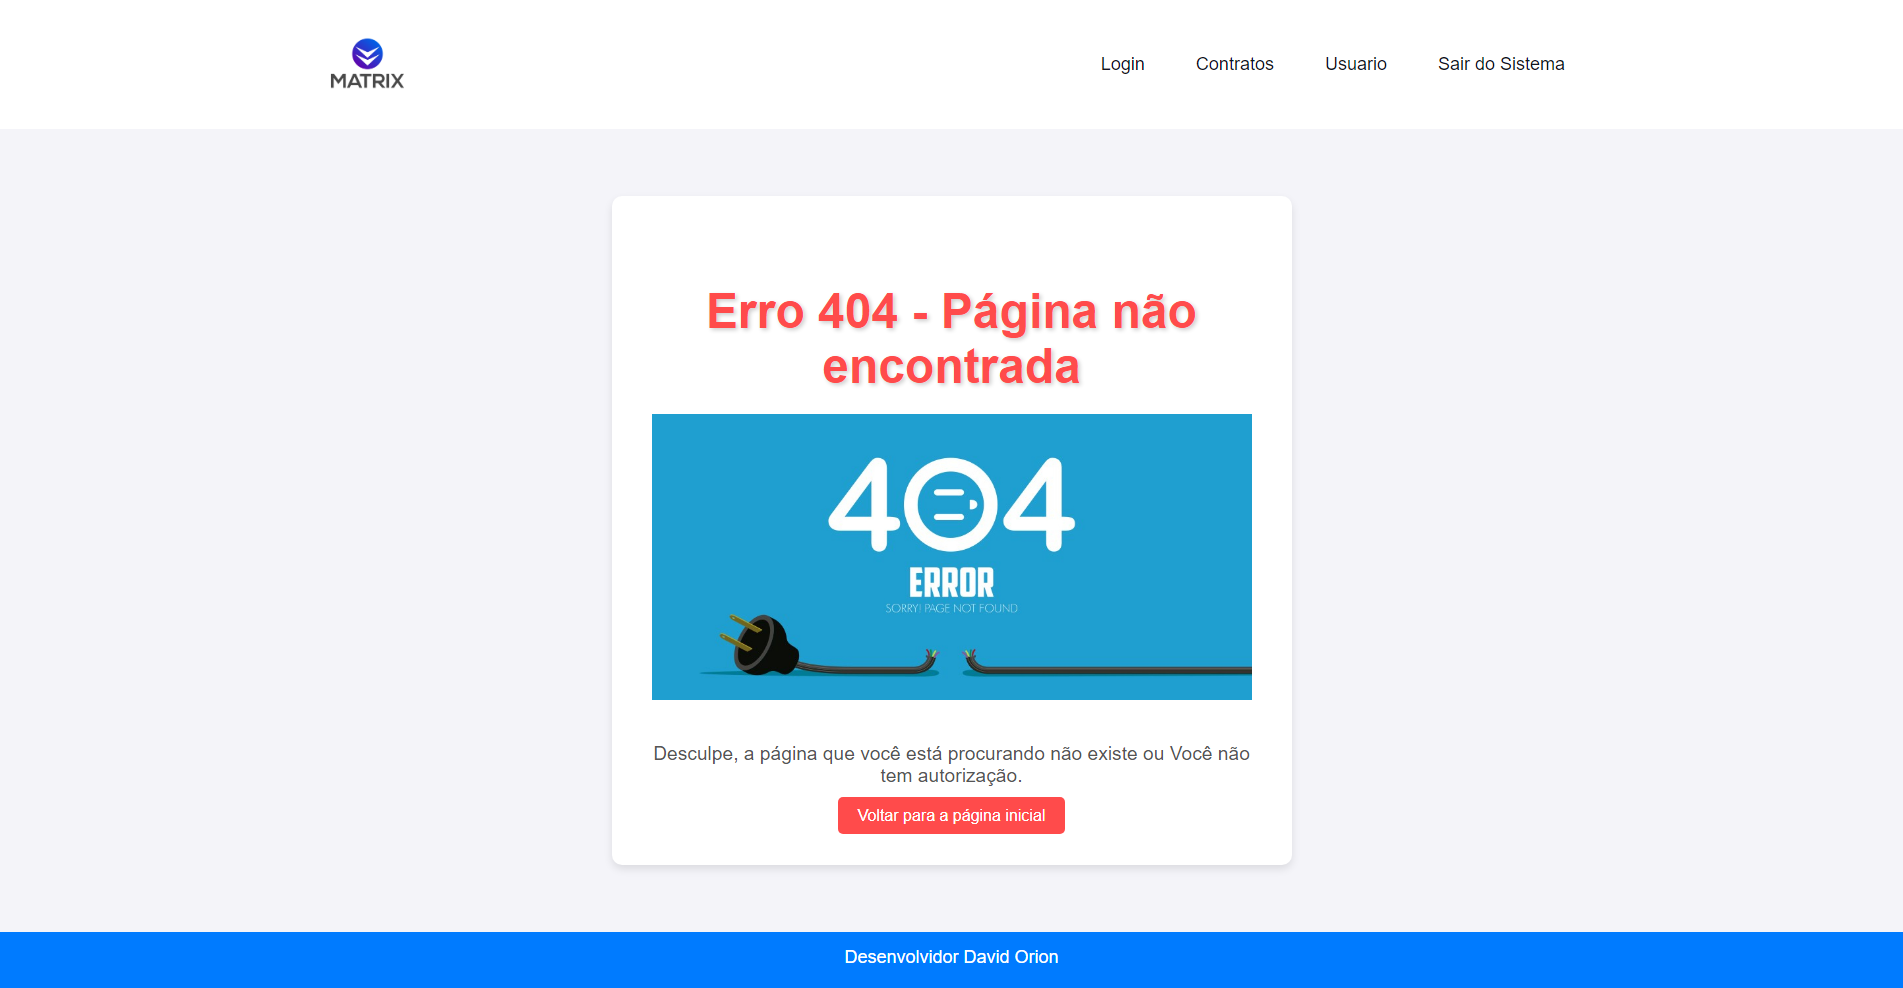 MATRIX
Login Contratos Usuario Sair do Sistema
Erro 404 - Página não
encontrada
404
ERROR
SORRY! PAGE NOT FOUND
Desculpe, a página que você está procurando não existe ou Você não
tem autorização.
Voltar para a página inicial
Desenvolvidor David Orion